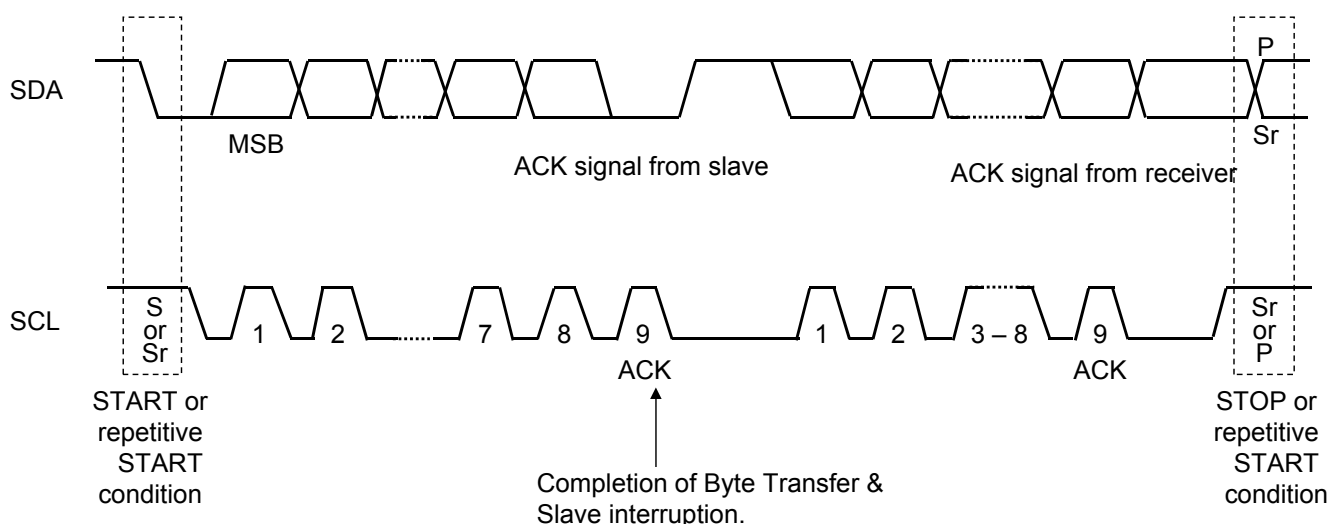 P
SDA
MSB
Sr
ACK signal from slave
ACK signal from receiver
SCL
S
or
Sr
1
2
7
8
9
1
2
3 – 8
9
Sr
or
P
ACK
ACK
START or
repetitive
START
condition
STOP or
repetitive
START
condition
Completion of Byte Transfer &
Slave interruption.